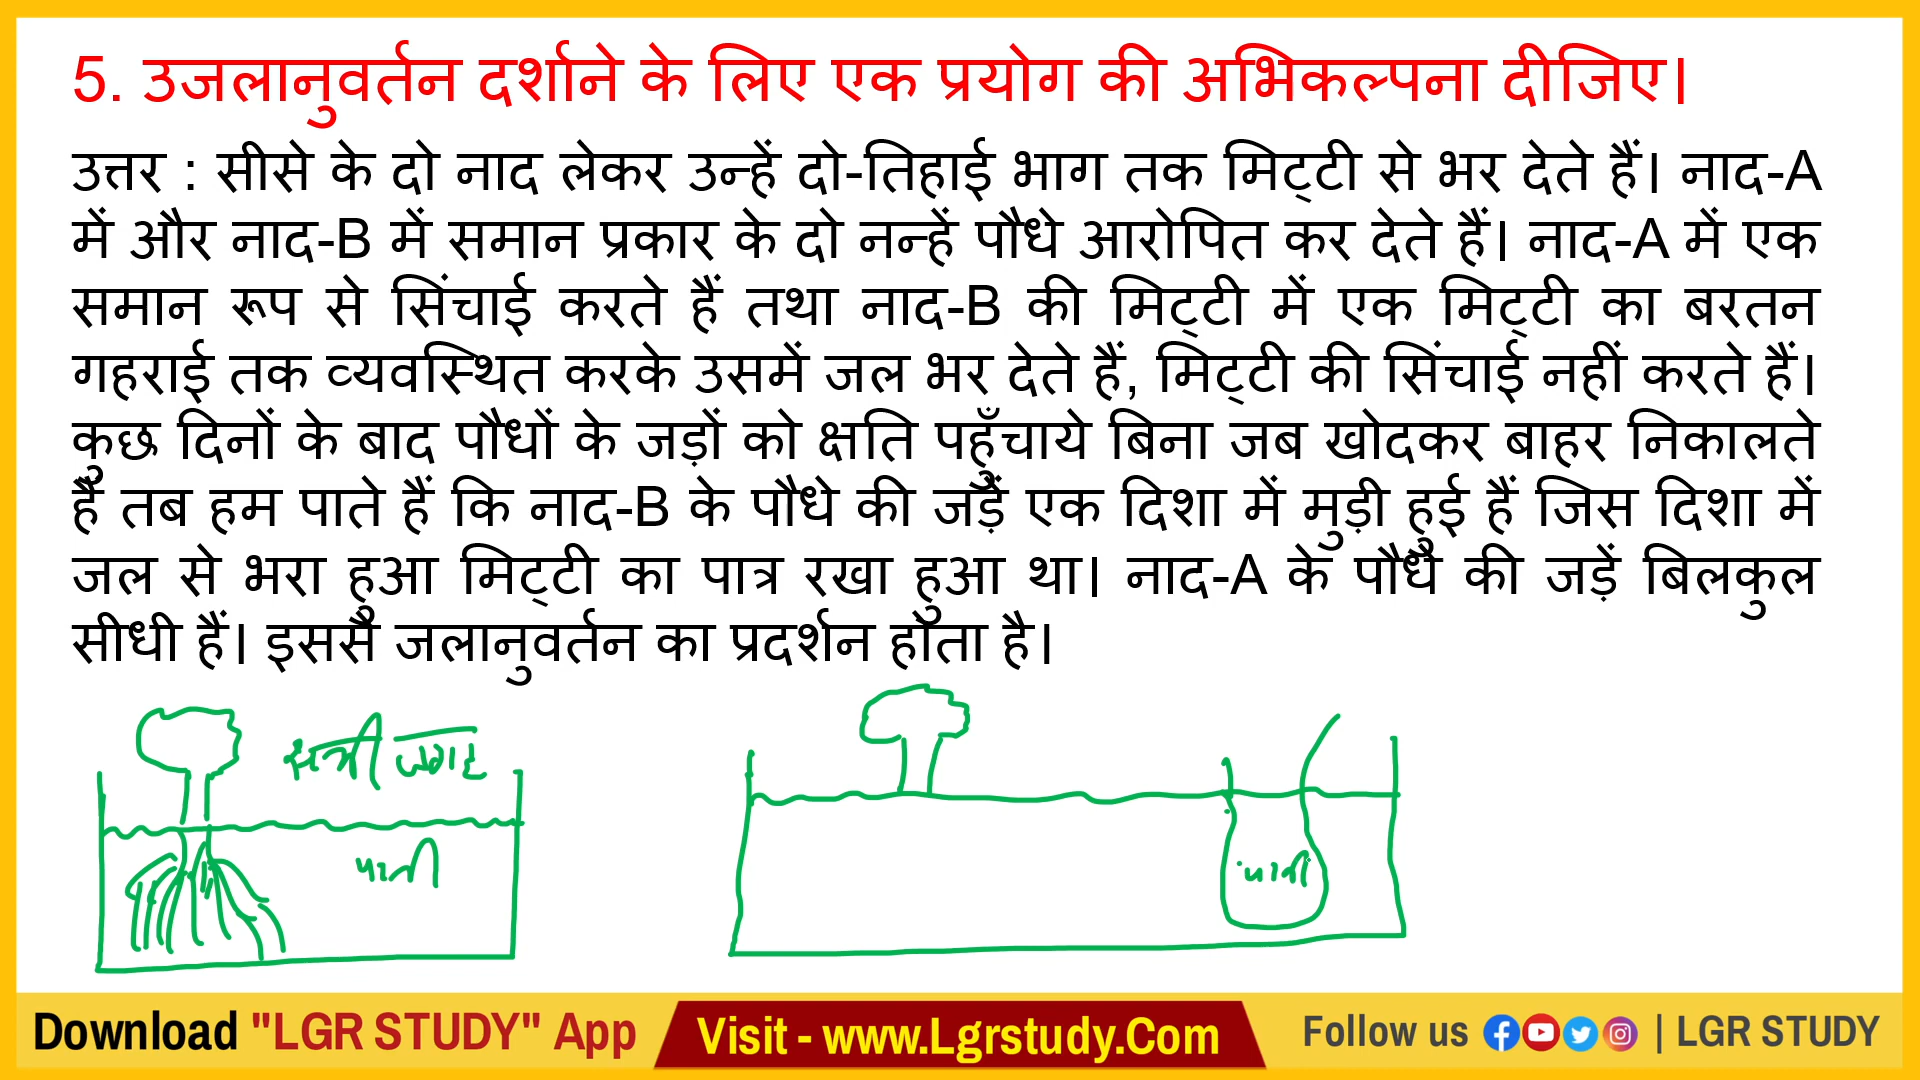 5. उजलानुवर्तन दर्शाने के लिए एक प्रयोग की अभिकल्पना दीजिए।
उत्तर : सीसे के दो नाद लेकर उन्हें दो-तिहाई भाग तक मिट्टी से भर देते हैं। नाद-A
में और नाद-B में समान प्रकार के दो नन्हें पौधे आरोपित कर देते हैं। नाद-A में एक
समान रूप से सिंचाई करते हैं तथा नाद-B की मिट्टी में एक मिट्टी का बरतन
गहराई तक व्यवस्थित करके उसमें जल भर देते हैं, मिट्टी की सिंचाई नहीं करते हैं।
कुछ दिनों के बाद पौधों के जड़ों को क्षति पहुँचाये बिना जब खोदकर बाहर निकालते
हैं तब हम पाते हैं कि नाद-B के पौधे की जड़ें एक दिशा में मुड़ी हुई हैं जिस दिशा में
जल से भरा हुआ मिट्टी का पात्र रखा हुआ था। नाद-A के पौधे की जड़ें बिलकुल
सीधी हैं। इससे जलानुवर्तन का प्रदर्शन होता है।
सभी जगह
पानी
पानी
Download "LGR STUDY" App
Visit - www.Lgrstudy.Com
Follow us | LGR STUDY